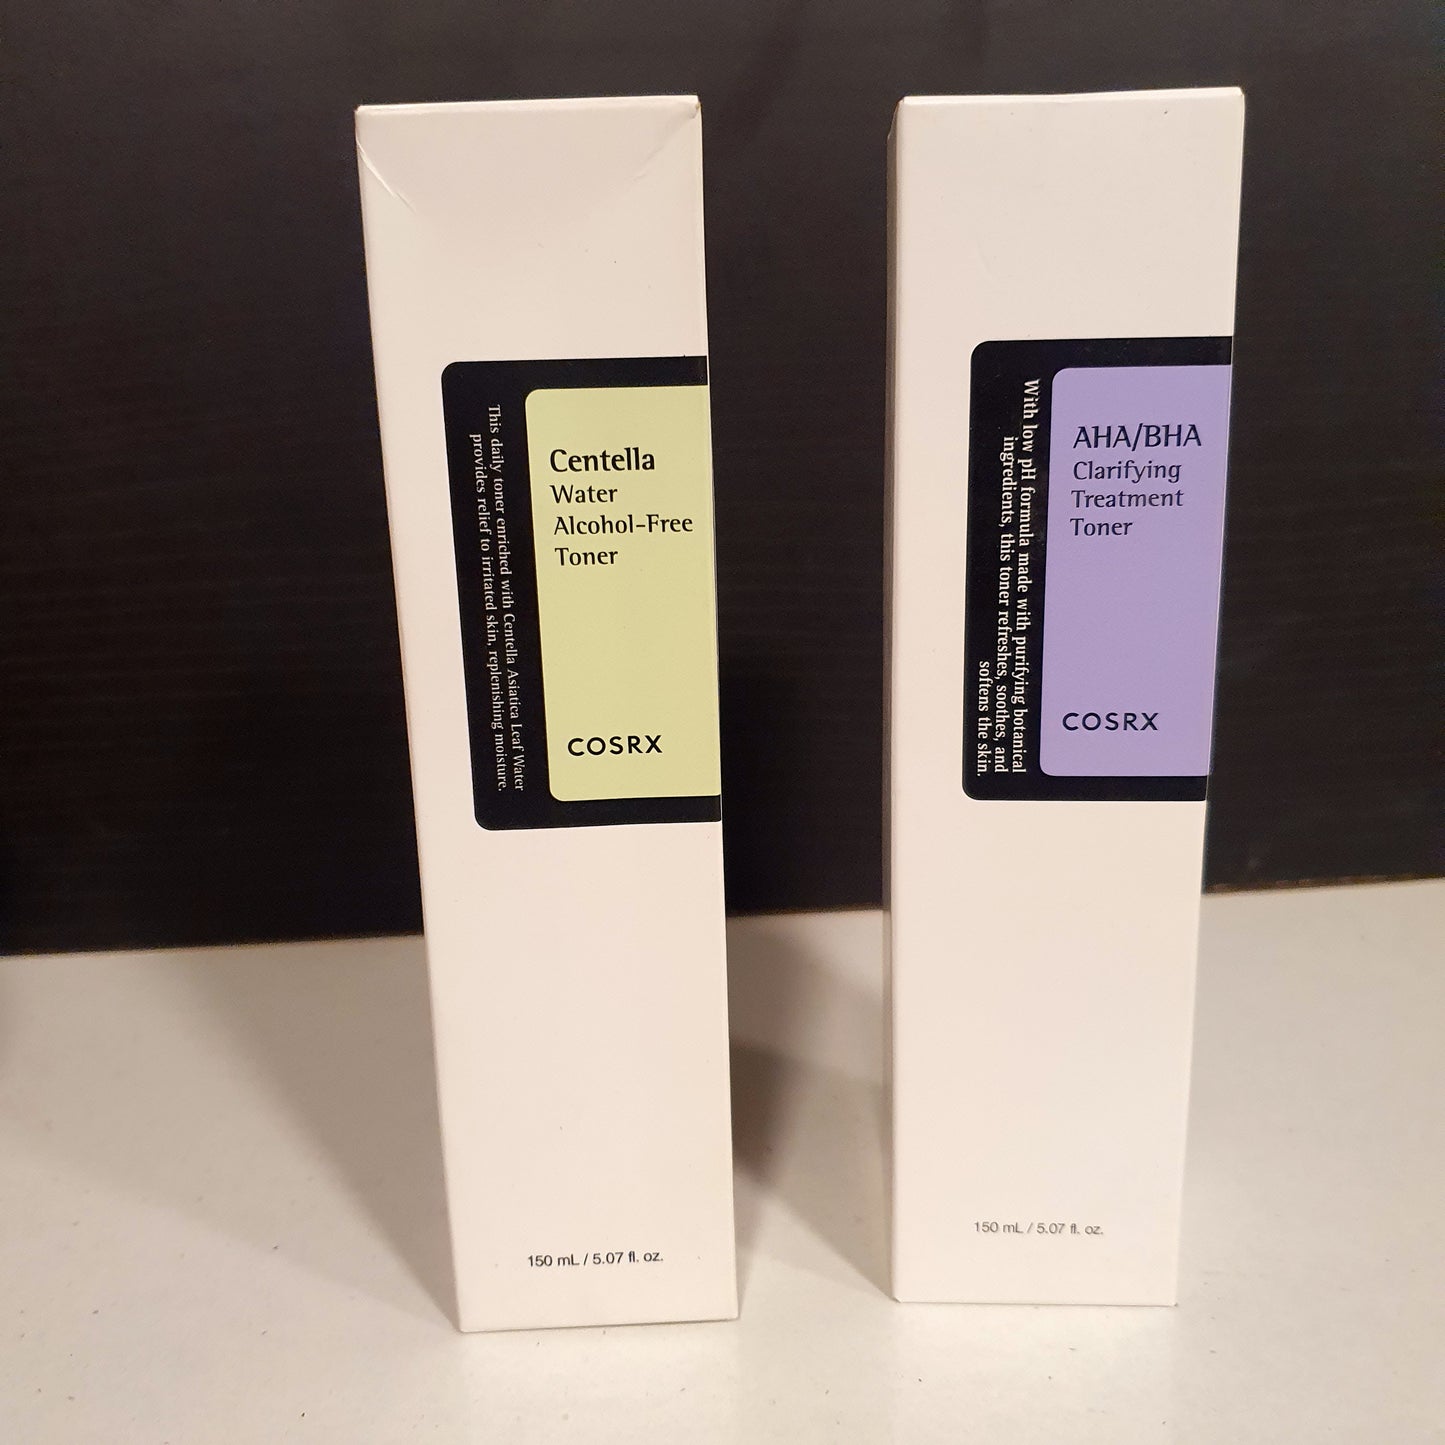 Centella
Water
Alcohol-Free
Toner
COSRX
This daily toner enriched with Centella Asiatica Leaf Water
provides relief to irritated skin, replenishing moisture.
150 mL / 5.07 fl. oz.
AHA/BHA
Clarifying
Treatment
Toner
COSRX
With low pH formula made with purifying botanical
ingredients, this toner refreshes, soothes, and
softens the skin.
150 mL / 5.07 fl. oz.